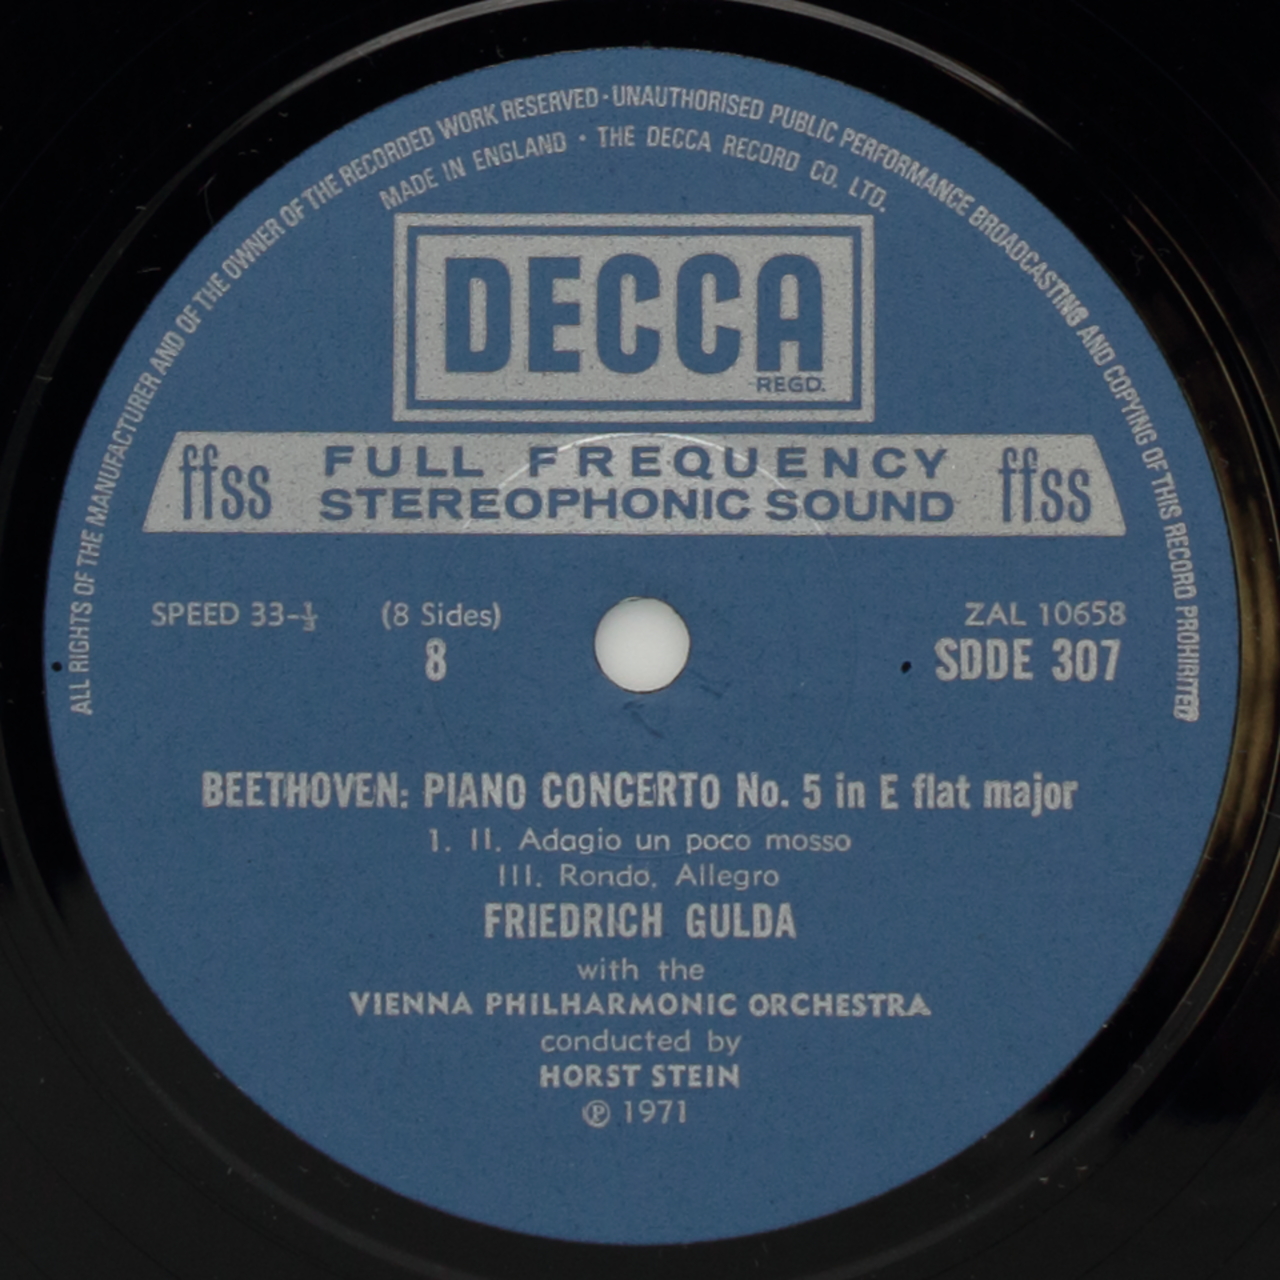 ALL RIGHTS OF THE MANUFACTURER AND OF THE OWNER OF THE RECORDED WORK RESERVED · UNAUTHORISED PUBLIC PERFORMANCE BROADCASTING AND COPYING OF THIS RECORD PROHIBITED
MADE IN ENGLAND · THE DECCA RECORD CO. LTD.
DECCA
REGD.
ffss FULL FREQUENCY STEREOPHONIC SOUND ffss
SPEED 33-⅓ (8 Sides) ZAL 10658
8 SDDE 307
BEETHOVEN: PIANO CONCERTO No. 5 in E flat major
1. II. Adagio un poco mosso
III. Rondo. Allegro
FRIEDRICH GULDA
with the
VIENNA PHILHARMONIC ORCHESTRA
conducted by
HORST STEIN
℗ 1971